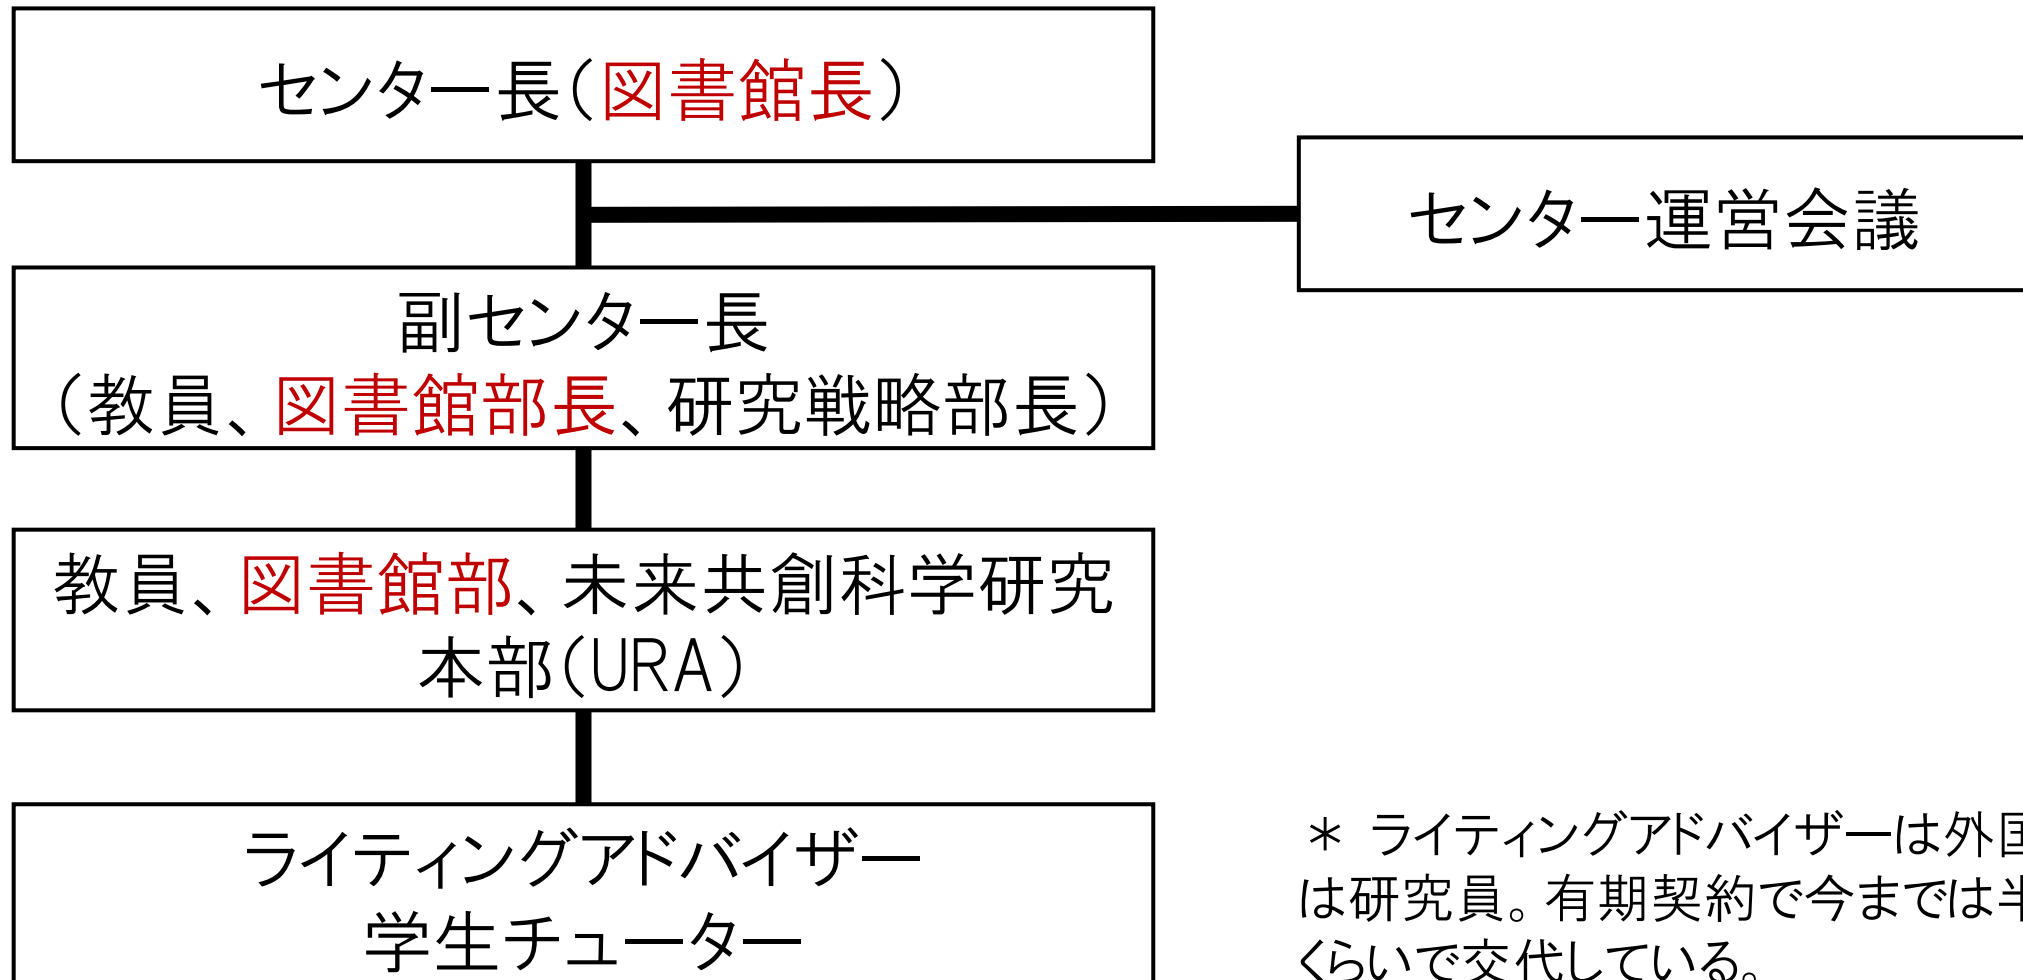 センター長(図書館長)
センター運営会議
副センター長
(教員、図書館部長、研究戦略部長)
教員、図書館部、未来共創科学研究
本部(URA)
ライティングアドバイザー
学生チューター
* ライティングアドバイザーは外国
は研究員。有期契約で今までは半
くらいで交代している。